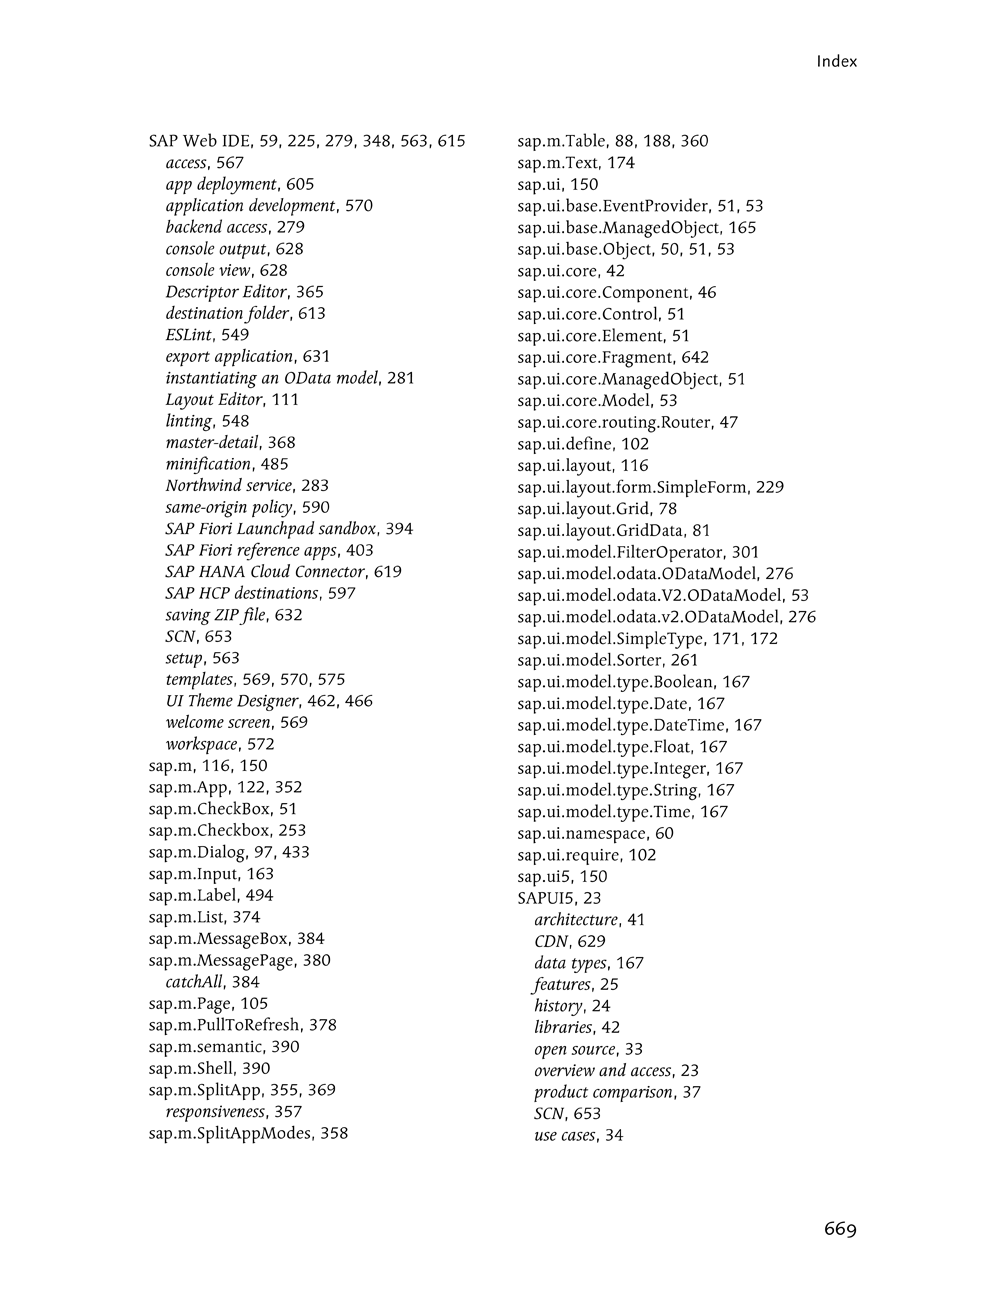 Index
SAP Web IDE, 59, 225, 279, 348, 563, 615
access, 567
app deployment, 605
application development, 570
backend access, 279
console output, 628
console view, 628
Descriptor Editor, 365
destination folder, 613
ESLint, 549
export application, 631
instantiating an OData model, 281
Layout Editor, 111
linting, 548
master-detail, 368
minification, 485
Northwind service, 283
same-origin policy, 590
SAP Fiori Launchpad sandbox, 394
SAP Fiori reference apps, 403
SAP HANA Cloud Connector, 619
SAP HCP destinations, 597
saving ZIP file, 632
SCN, 653
setup, 563
templates, 569, 570, 575
UI Theme Designer, 462, 466
welcome screen, 569
workspace, 572
sap.m, 116, 150
sap.m.App, 122, 352
sap.m.CheckBox, 51
sap.m.Checkbox, 253
sap.m.Dialog, 97, 433
sap.m.Input, 163
sap.m.Label, 494
sap.m.List, 374
sap.m.MessageBox, 384
sap.m.MessagePage, 380
catchAll, 384
sap.m.Page, 105
sap.m.PullToRefresh, 378
sap.m.semantic, 390
sap.m.Shell, 390
sap.m.SplitApp, 355, 369
responsiveness, 357
sap.m.SplitAppModes, 358
sap.m.Table, 88, 188, 360
sap.m.Text, 174
sap.ui, 150
sap.ui.base.EventProvider, 51, 53
sap.ui.base.ManagedObject, 165
sap.ui.base.Object, 50, 51, 53
sap.ui.core, 42
sap.ui.core.Component, 46
sap.ui.core.Control, 51
sap.ui.core.Element, 51
sap.ui.core.Fragment, 642
sap.ui.core.ManagedObject, 51
sap.ui.core.Model, 53
sap.ui.core.routing.Router, 47
sap.ui.define, 102
sap.ui.layout, 116
sap.ui.layout.form.SimpleForm, 229
sap.ui.layout.Grid, 78
sap.ui.layout.GridData, 81
sap.ui.model.FilterOperator, 301
sap.ui.model.odata.ODataModel, 276
sap.ui.model.odata.V2.ODataModel, 53
sap.ui.model.odata.v2.ODataModel, 276
sap.ui.model.SimpleType, 171, 172
sap.ui.model.Sorter, 261
sap.ui.model.type.Boolean, 167
sap.ui.model.type.Date, 167
sap.ui.model.type.DateTime, 167
sap.ui.model.type.Float, 167
sap.ui.model.type.Integer, 167
sap.ui.model.type.String, 167
sap.ui.model.type.Time, 167
sap.ui.namespace, 60
sap.ui.require, 102
sap.ui5, 150
SAPUI5, 23
architecture, 41
CDN, 629
data types, 167
features, 25
history, 24
libraries, 42
open source, 33
overview and access, 23
product comparison, 37
SCN, 653
use cases, 34
669